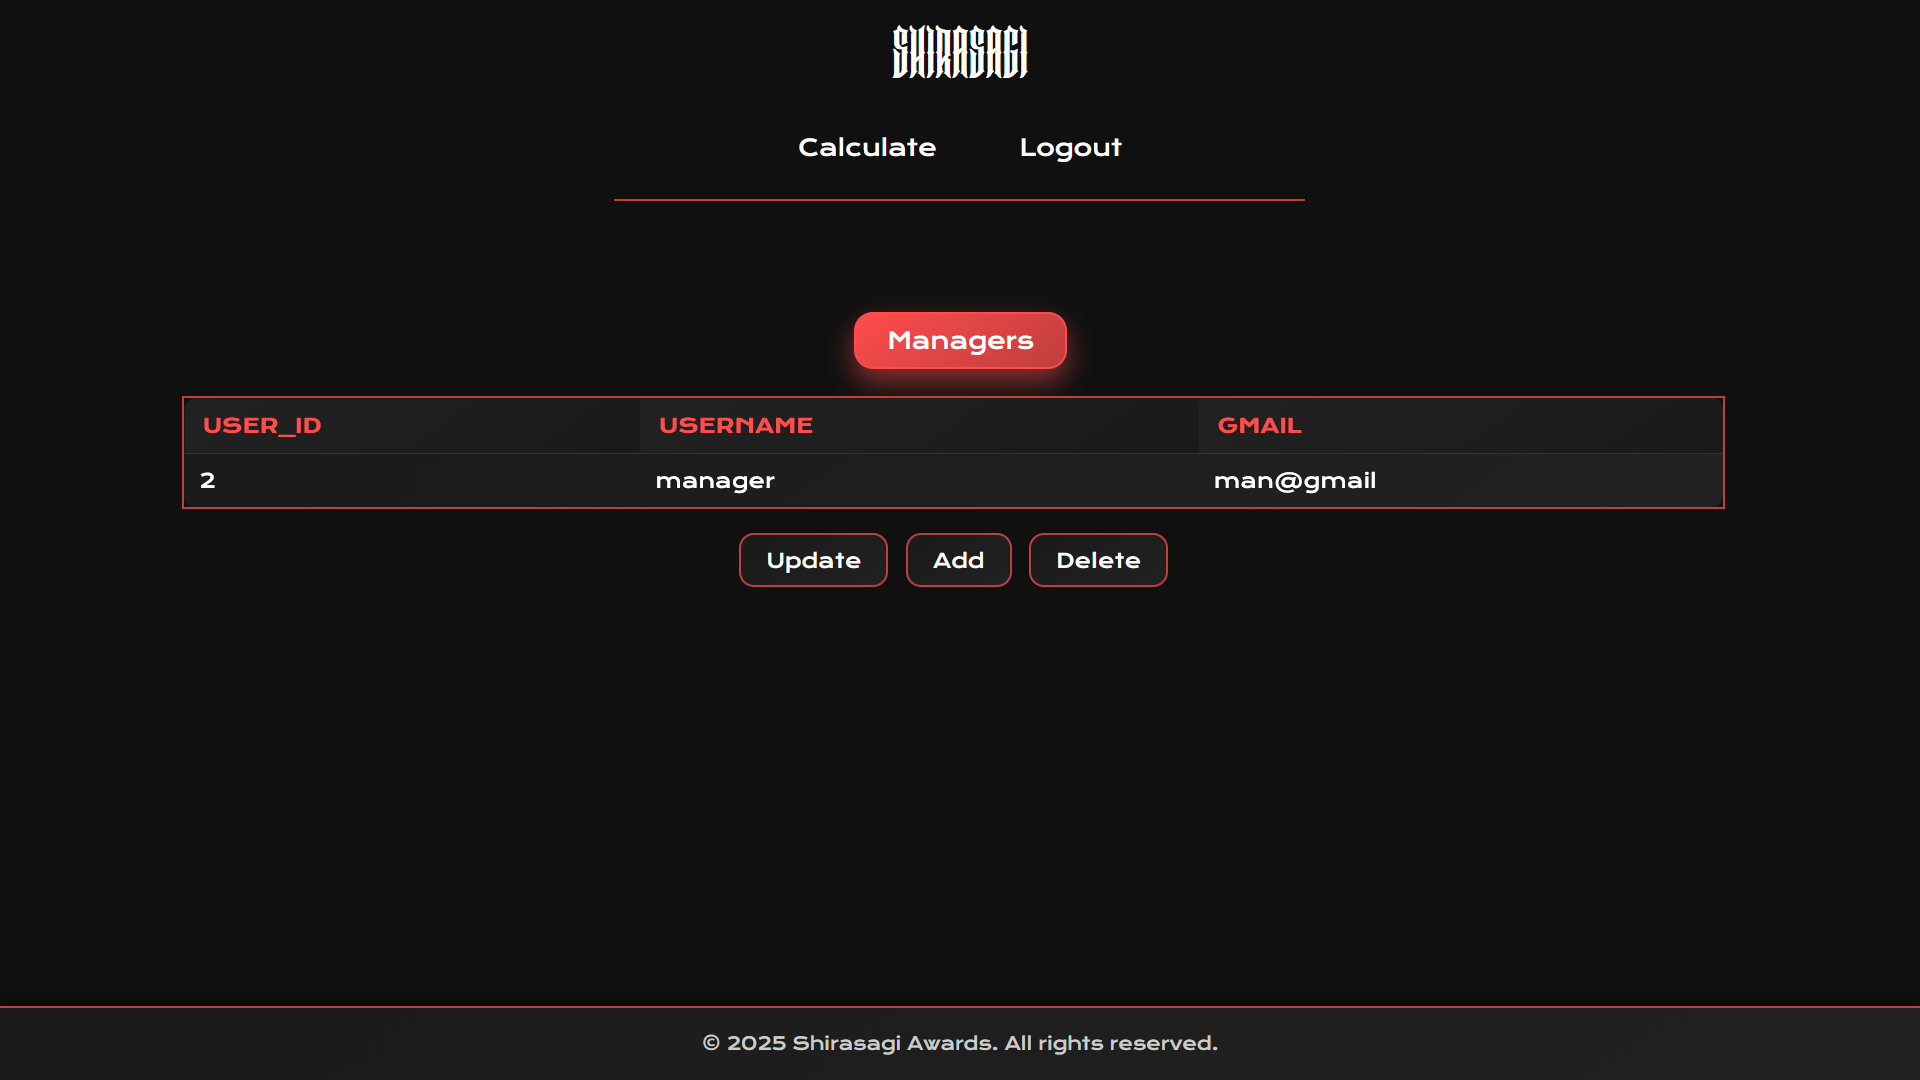 SHIRASAGI
Calculate Logout
Managers
USER_ID USERNAME GMAIL
2 manager man@gmail
Update Add Delete
© 2025 Shirasagi Awards. All rights reserved.